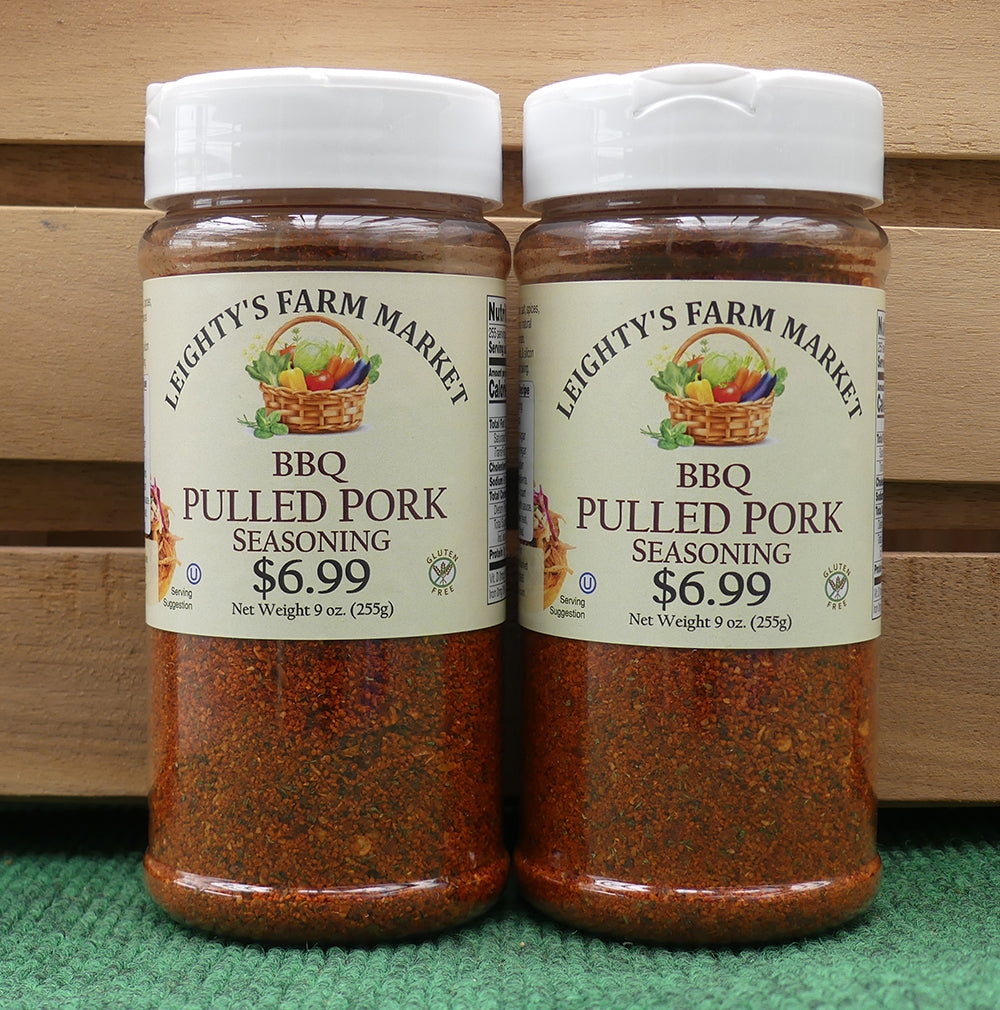 LEIGHTY'S FARM MARKET
BBQ
PULLED PORK
SEASONING
$6.99
Net Weight 9 oz. (255g)
Serving
Suggestion
U
GLUTEN
FREE
LEIGHTY'S FARM MARKET
BBQ
PULLED PORK
SEASONING
$6.99
Net Weight 9 oz. (255g)
Serving
Suggestion
U
GLUTEN
FREE